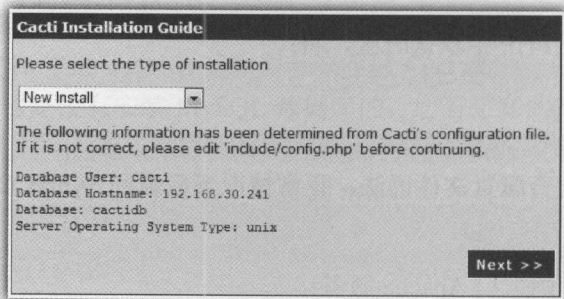 Cacti Installation Guide
Please select the type of installation
New Install
The following information has been determined from Cacti's configuration file.
If it is not correct, please edit 'include/config.php' before continuing.
Database User: cacti
Database Hostname: 192.168.30.241
Database: cactidb
Server Operating System Type: unix
Next >>